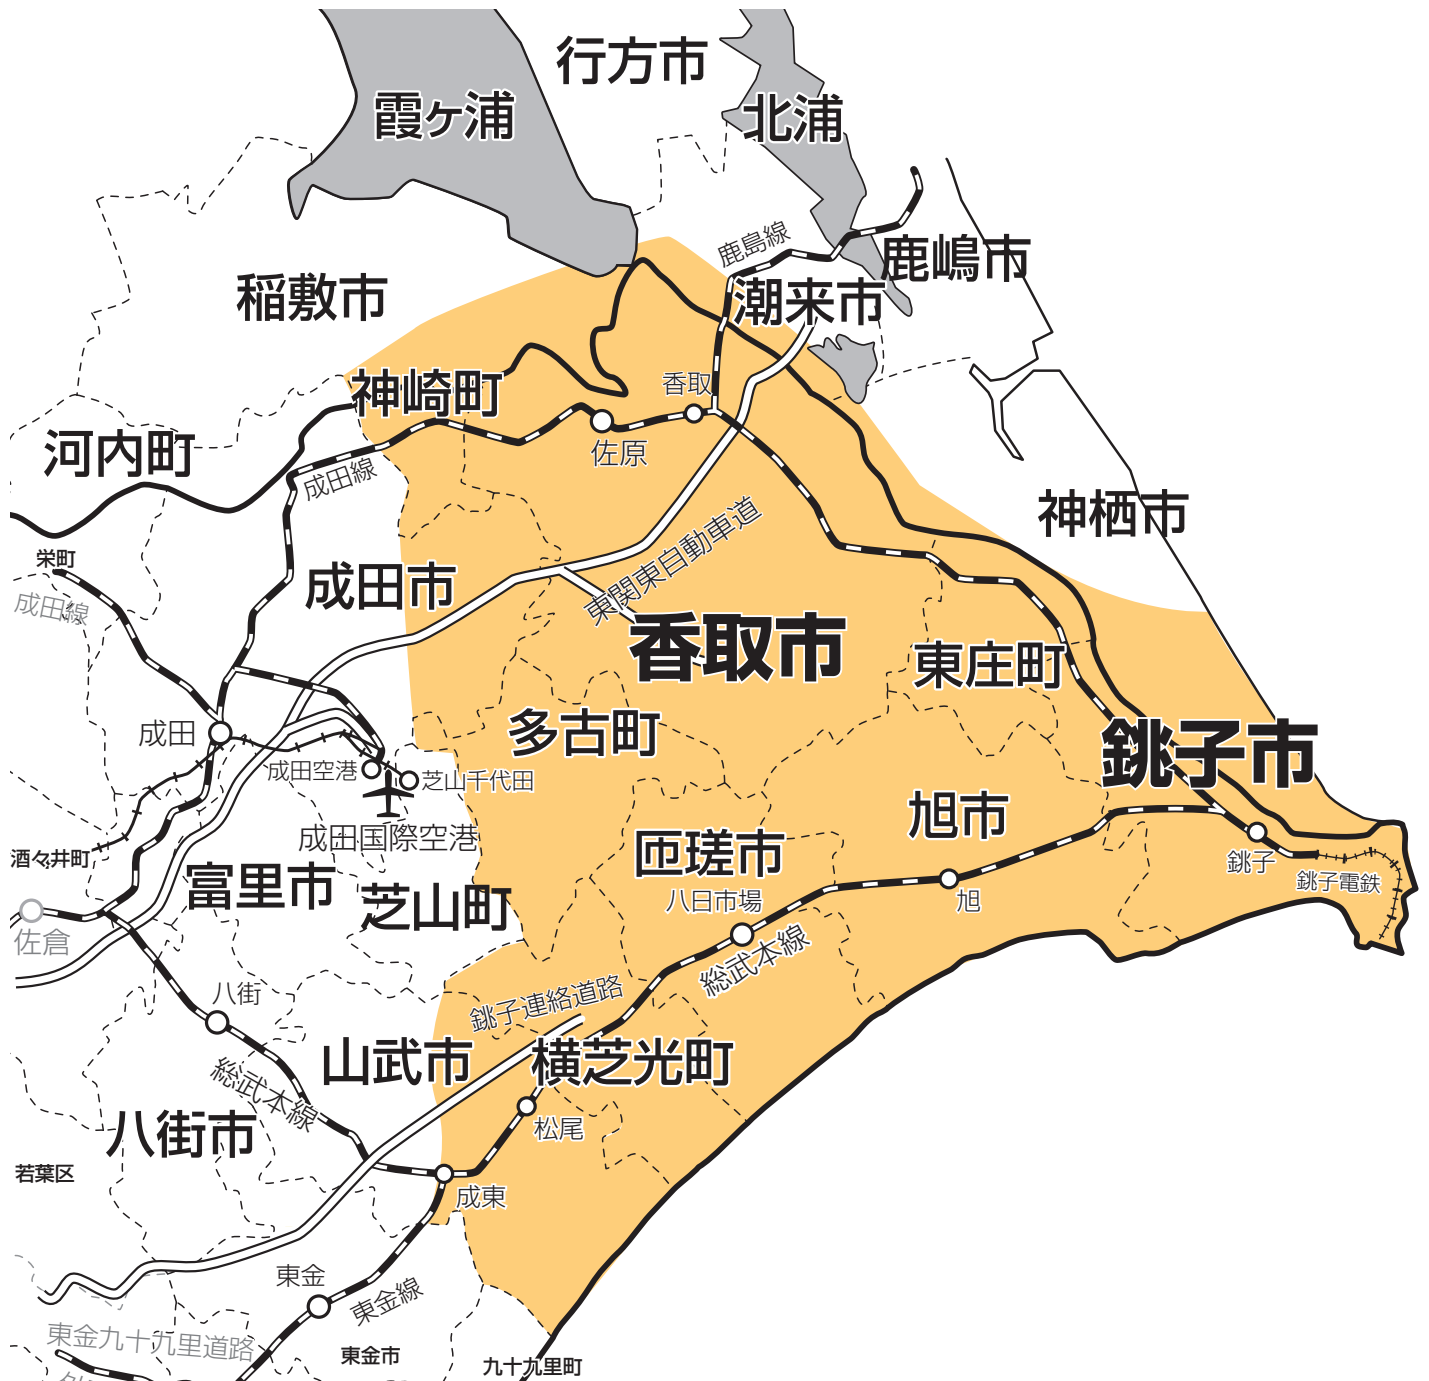 行方市
霞ヶ浦
北浦
鹿島線
鹿嶋市
稲敷市
潮来市
神崎町
香取
河内町
佐原
成田線
神栖市
東関東自動車道
栄町
成田市
成田線
香取市
東庄町
多古町
成田
銚子市
成田空港
芝山千代田
旭市
成田国際空港
匝瑳市
酒々井町
銚子
富里市
銚子電鉄
八日市場
旭
芝山町
佐倉
総武本線
八街
銚子連絡道路
山武市
横芝光町
総武本線
松尾
八街市
若葉区
成東
東金
東金線
東金九十九里道路
東金市
九十九里町